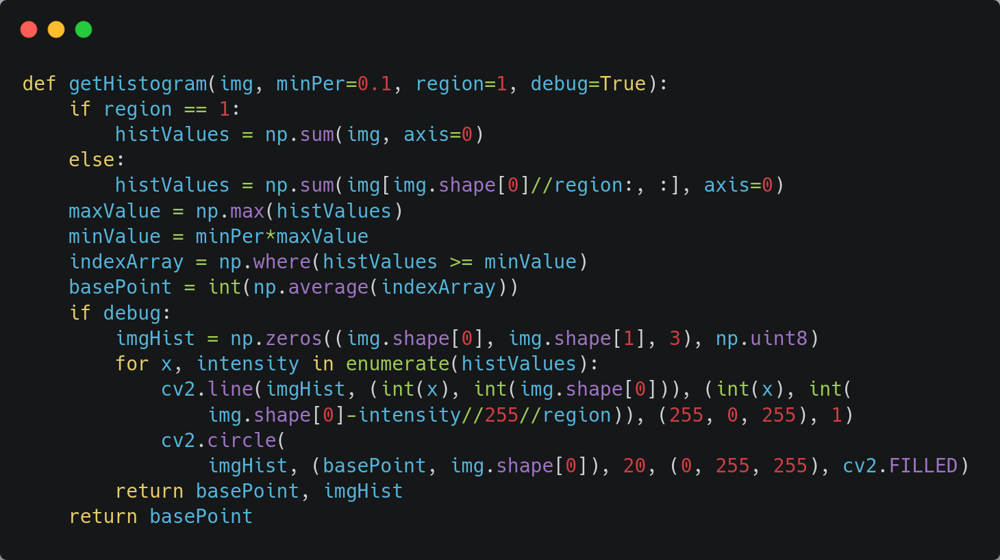 def getHistogram(img, minPer=0.1, region=1, debug=True):
    if region == 1:
        histValues = np.sum(img, axis=0)
    else:
        histValues = np.sum(img[img.shape[0]//region:, :], axis=0)
    maxValue = np.max(histValues)
    minValue = minPer*maxValue
    indexArray = np.where(histValues >= minValue)
    basePoint = int(np.average(indexArray))
    if debug:
        imgHist = np.zeros((img.shape[0], img.shape[1], 3), np.uint8)
        for x, intensity in enumerate(histValues):
            cv2.line(imgHist, (int(x), int(img.shape[0])), (int(x), int(
                img.shape[0]-intensity//255//region)), (255, 0, 255), 1)
            cv2.circle(
                imgHist, (basePoint, img.shape[0]), 20, (0, 255, 255), cv2.FILLED)
        return basePoint, imgHist
    return basePoint